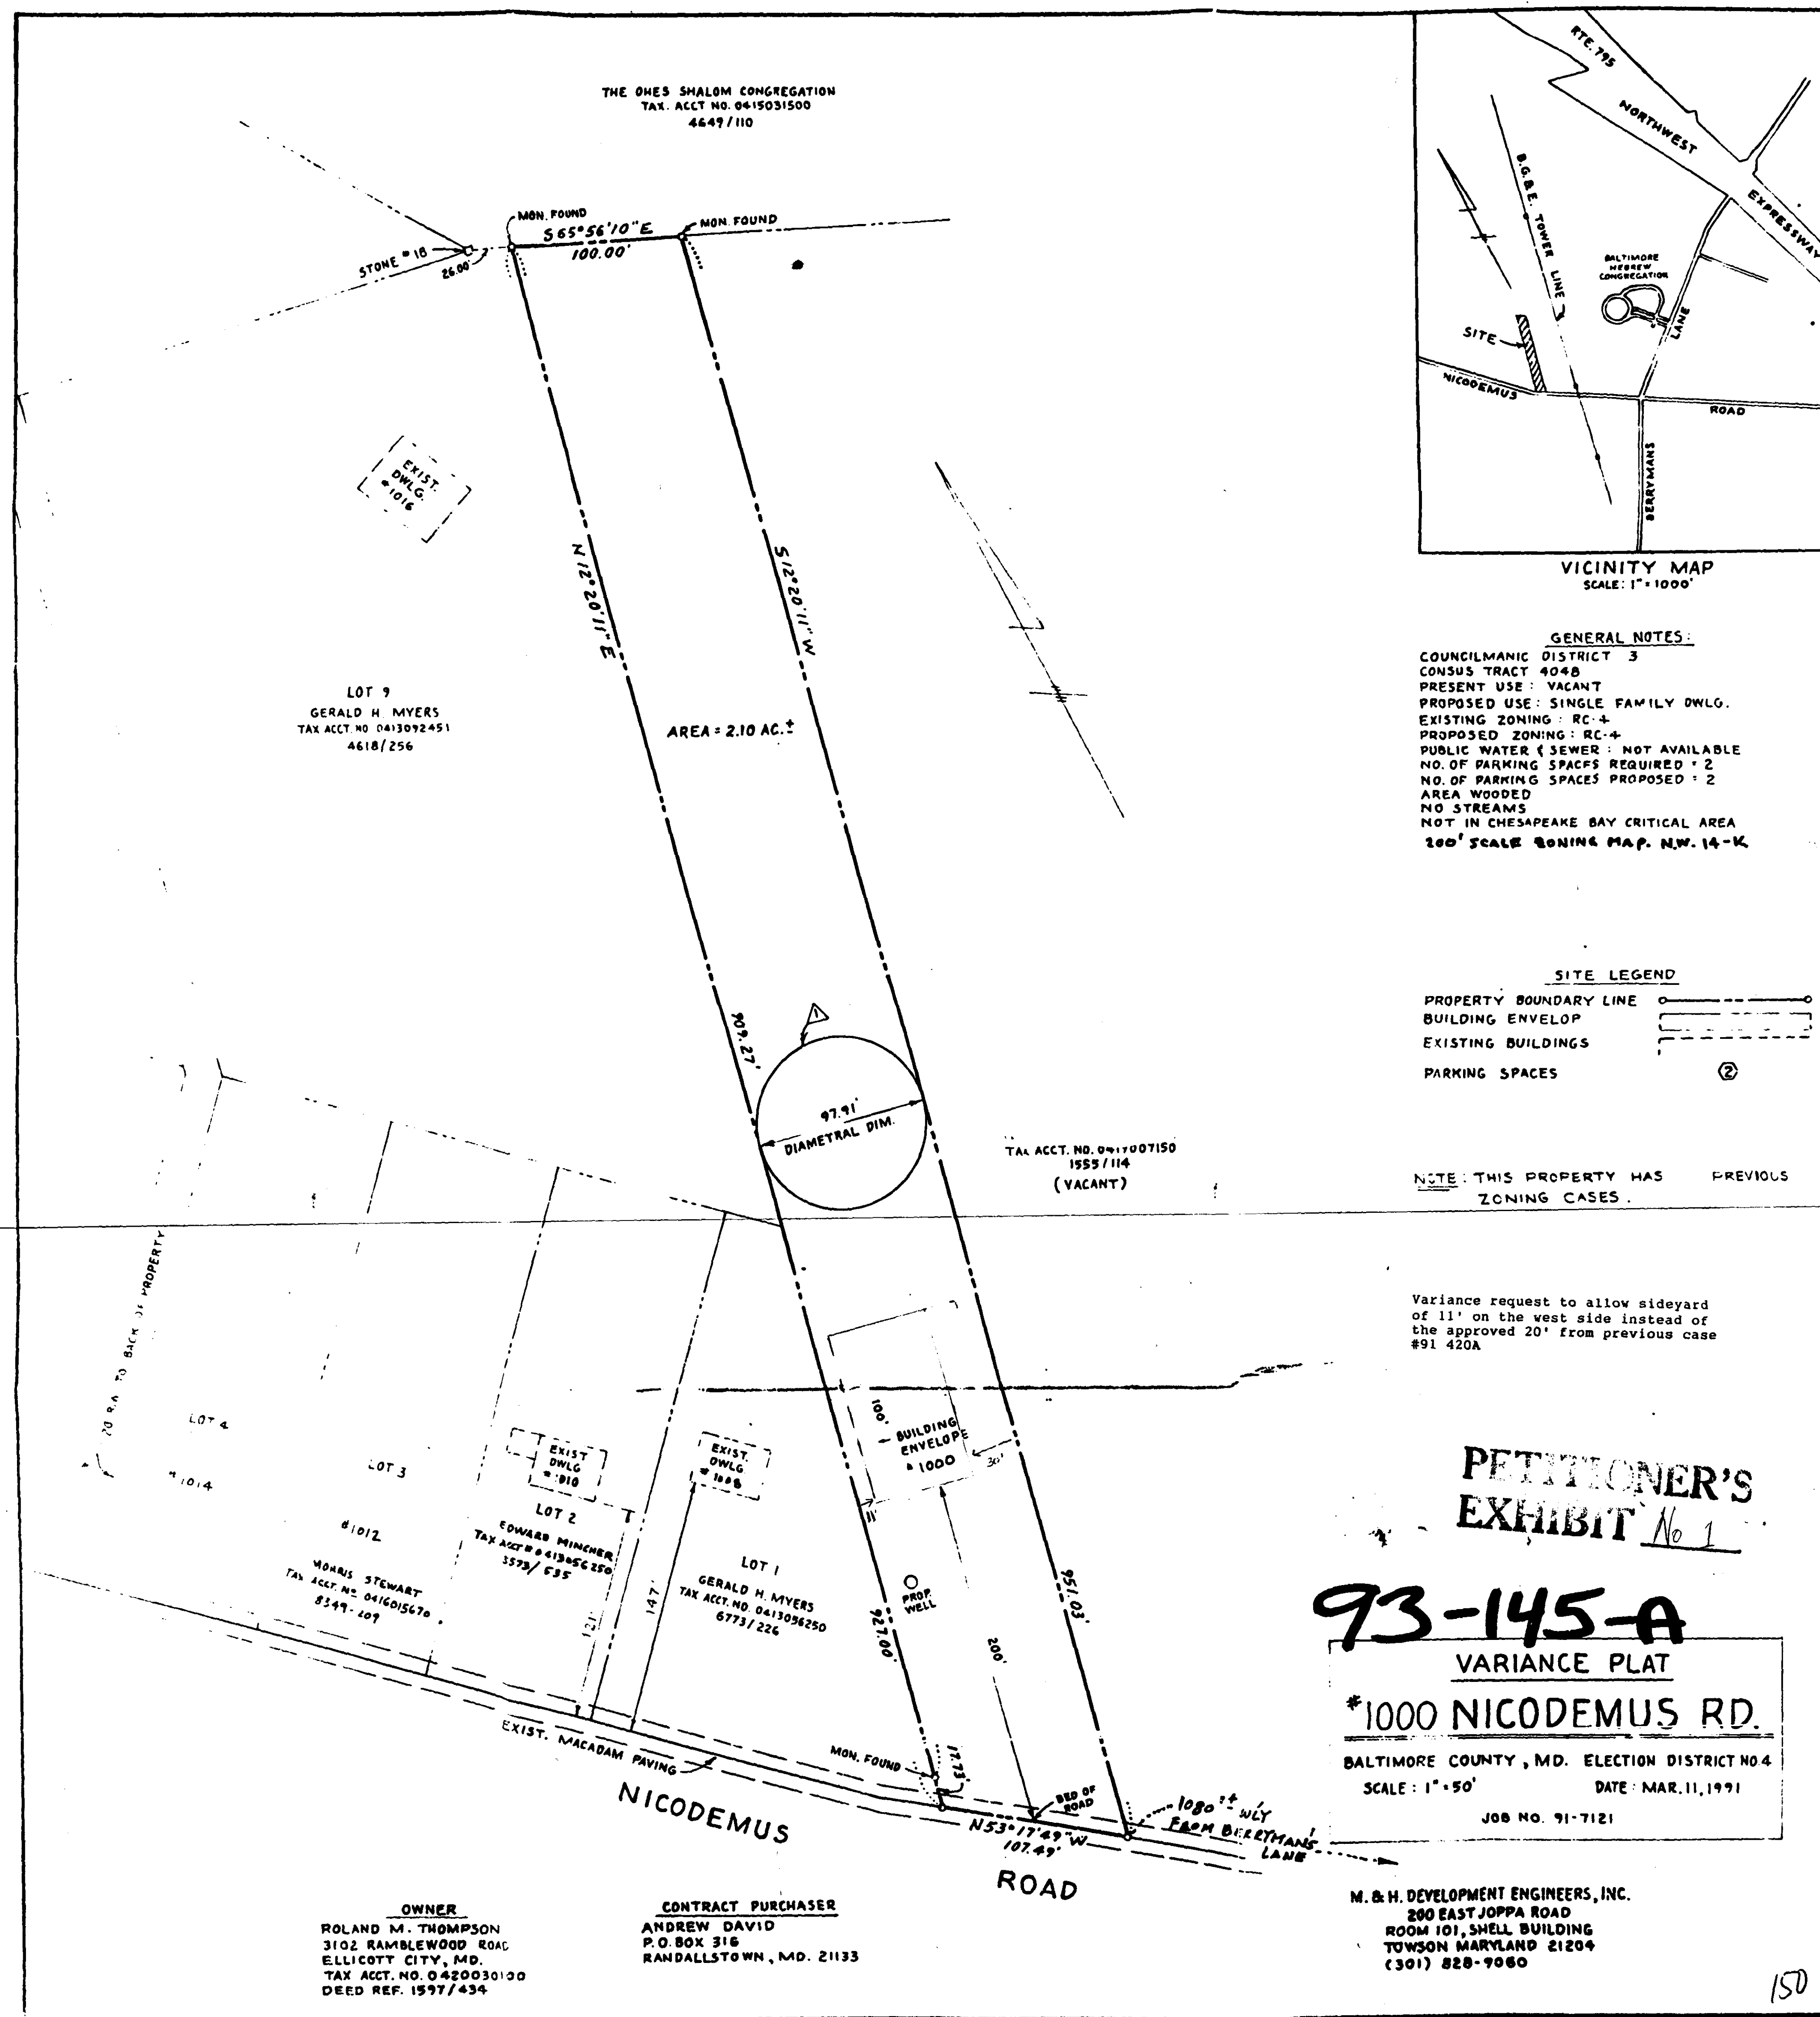 THE OHES SHALOM CONGREGATION
TAX. ACCT NO. 0415031500
4649/110
MON. FOUND
S 65°56'10" E
100.00'
MON. FOUND
STONE #18
26.00'
EXIST.
DWLG.
#1016
N 12°20'11" E
S 12°20'11" W
LOT 9
GERALD H. MYERS
TAX ACCT. NO 0413092451
4618/256
AREA = 2.10 AC.±
909.27'
1
97.91'
DIAMETRAL DIM.
TAX ACCT. NO. 0417007150
1555/114
(VACANT)
20 R.A TO BACK OF PROPERTY
LOT 4
#1014
LOT 3
#1012
MORRIS STEWART
TAX ACCT. NO 0416015670
8349-209
EXIST
DWLG
#1010
LOT 2
EDWARD MINCHER
TAX ACCT # 0413056250
3573/535
121'
147'
EXIST.
DWLG
#1008
LOT 1
GERALD H. MYERS
TAX ACCT. NO. 0413056250
6773/226
100'
BUILDING
ENVELOPE
#1000
30'
11'
PROP.
WELL
927.00'
200'
951.03'
17.73'
MON. FOUND
BED OF
ROAD
N 53°17'49" W
107.49'
1080'± WLY
FROM BERRYMAN'S
LANE
EXIST. MACADAM PAVING
NICODEMUS
ROAD
OWNER
ROLAND M. THOMPSON
3102 RAMBLEWOOD ROAD
ELLICOTT CITY, MD.
TAX ACCT. NO. 0420030100
DEED REF. 1597/434
CONTRACT PURCHASER
ANDREW DAVID
P.O. BOX 316
RANDALLSTOWN, MD. 21133
RTE. 795
NORTHWEST
EXPRESSWAY
B.G.&E. TOWER LINE
BALTIMORE
HEBREW
CONGREGATION
LANE
SITE
NICODEMUS
ROAD
BERRYMANS
VICINITY MAP
SCALE: 1"=1000'
GENERAL NOTES:
COUNCILMANIC DISTRICT 3
CONSUS TRACT 4048
PRESENT USE: VACANT
PROPOSED USE: SINGLE FAMILY DWLG.
EXISTING ZONING: RC-4
PROPOSED ZONING: RC-4
PUBLIC WATER & SEWER: NOT AVAILABLE
NO. OF PARKING SPACES REQUIRED = 2
NO. OF PARKING SPACES PROPOSED = 2
AREA WOODED
NO STREAMS
NOT IN CHESAPEAKE BAY CRITICAL AREA
200' SCALE ZONING MAP. N.W. 14-K
SITE LEGEND
PROPERTY BOUNDARY LINE
BUILDING ENVELOP
EXISTING BUILDINGS
PARKING SPACES
2
NOTE: THIS PROPERTY HAS PREVIOUS
ZONING CASES.
Variance request to allow sideyard
of 11' on the west side instead of
the approved 20' from previous case
#91 420A
PETITIONER'S
EXHIBIT No 1
93-145-A
VARIANCE PLAT
#1000 NICODEMUS RD.
BALTIMORE COUNTY, MD. ELECTION DISTRICT NO.4
SCALE: 1"=50'
DATE: MAR. 11, 1991
JOB NO. 91-7121
M. & H. DEVELOPMENT ENGINEERS, INC.
200 EAST JOPPA ROAD
ROOM 101, SHELL BUILDING
TOWSON MARYLAND 21204
(301) 828-9060
150